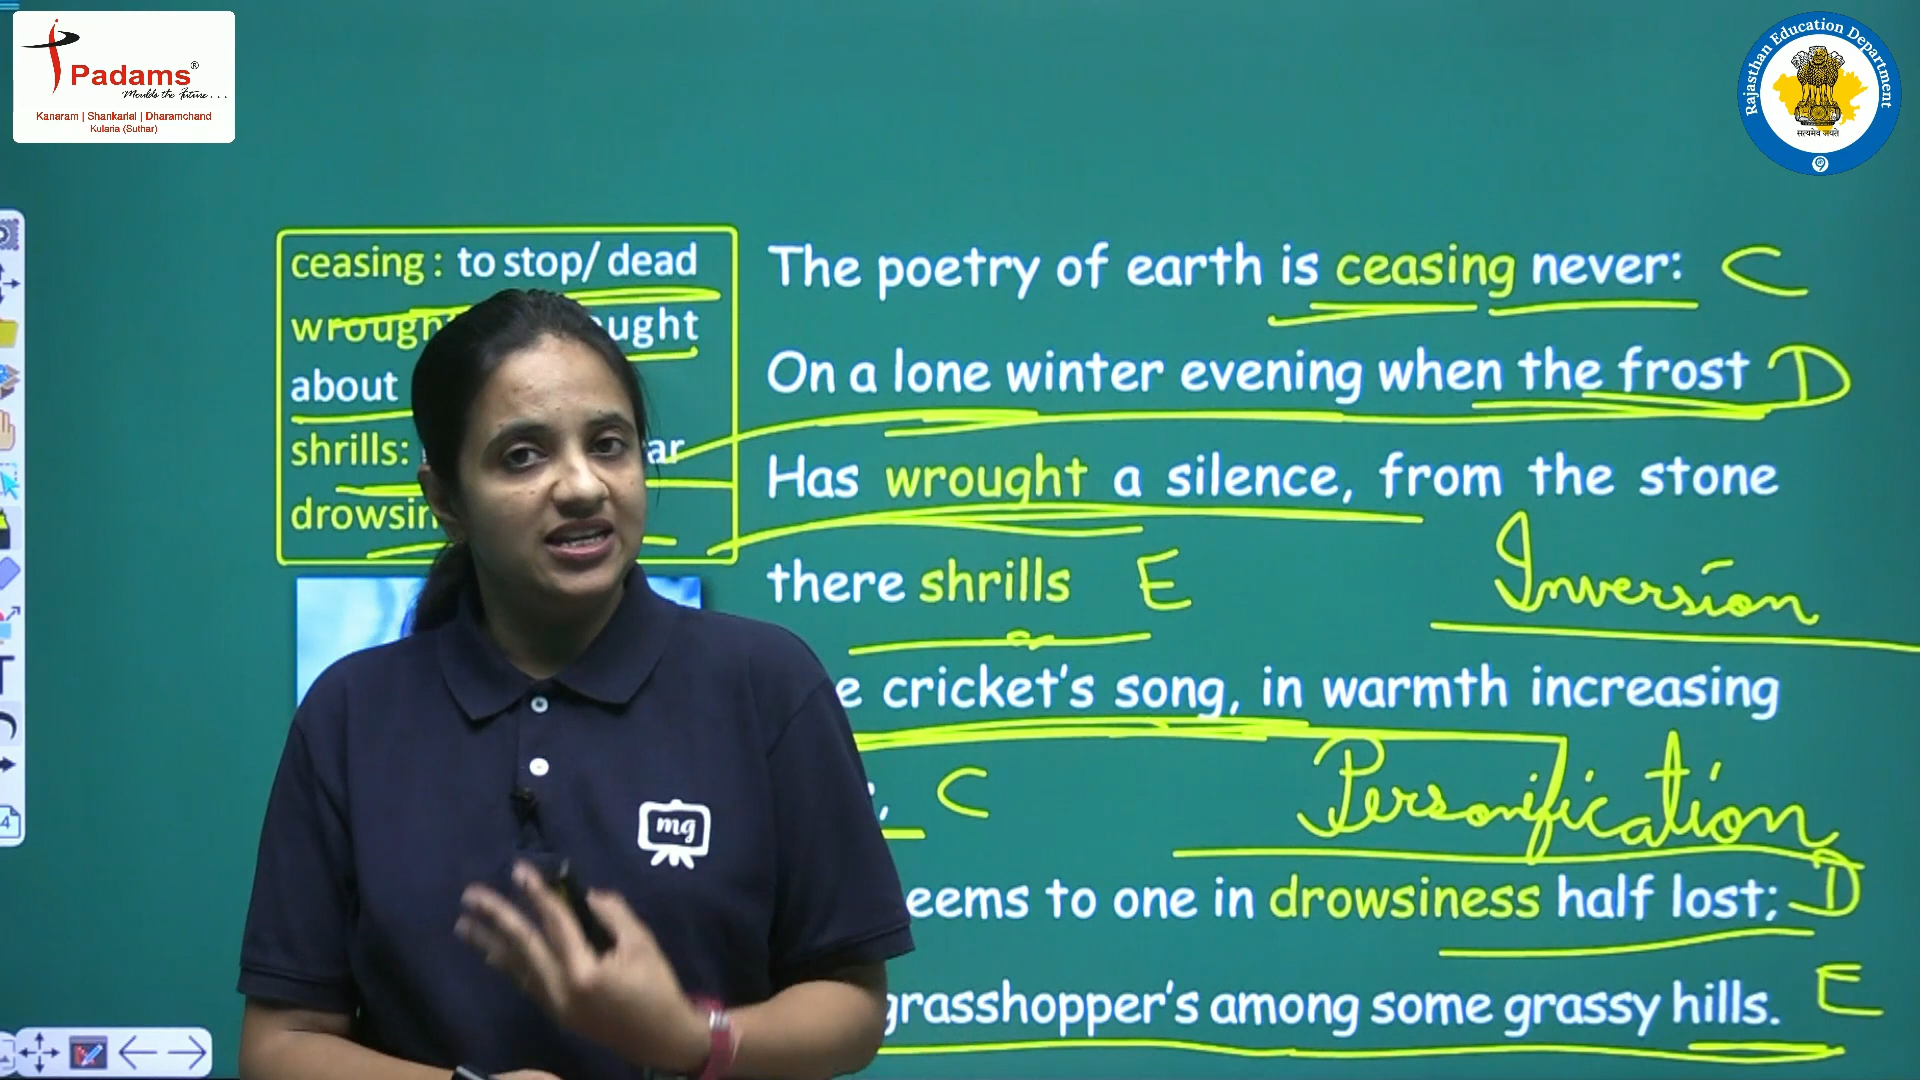 Padams®
Moulds the Future...
Kanaram | Shankarlal | Dharamchand
Kularia (Suthar)
Rajasthan Education Department
सत्यमेव जयते
ceasing : to stop/ dead
about
shrills:
The poetry of earth is ceasing never: C
On a lone winter evening when the frost D
Has wrought a silence, from the stone
there shrills E
Inversion
cricket's song, in warmth increasing
C
Personification
to one in drowsiness half lost; D
grasshopper's among some grassy hills. E
mg